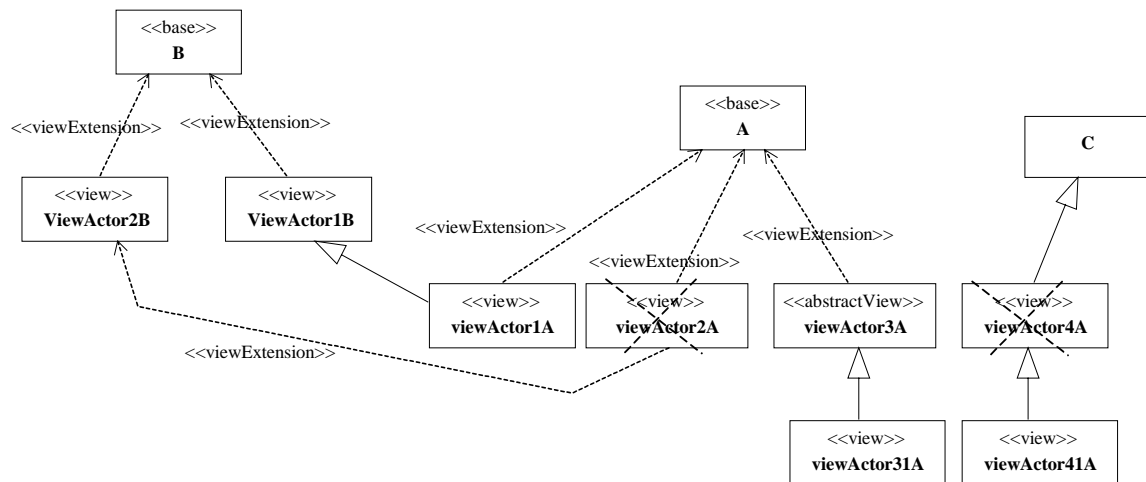 <<base>>
B
<<base>>
A
C
<<viewExtension>>
<<viewExtension>>
<<view>>
ViewActor2B
<<view>>
ViewActor1B
<<viewExtension>>
<<viewExtension>>
<<viewExtension>>
<<view>>
viewActor1A
<<view>>
viewActor2A
<<abstractView>>
viewActor3A
<<view>>
viewActor4A
<<viewExtension>>
<<view>>
viewActor31A
<<view>>
viewActor41A